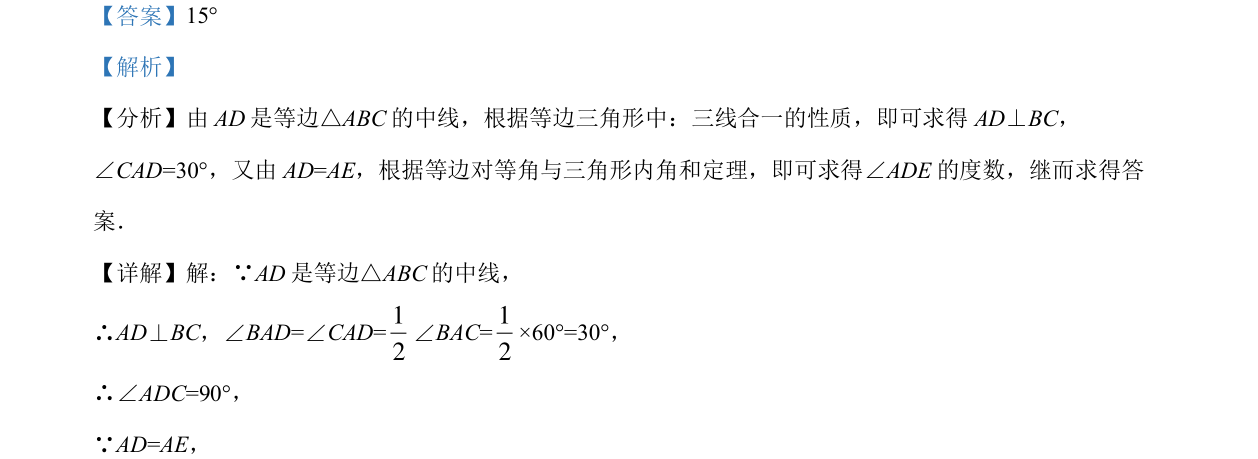 【答案】15°
【解析】
【分析】由 AD 是等边△ABC 的中线，根据等边三角形中：三线合一的性质，即可求得 AD⊥BC，
∠CAD=30°，又由 AD=AE，根据等边对等角与三角形内角和定理，即可求得∠ADE 的度数，继而求得答
案．
【详解】解：∵AD 是等边△ABC 的中线，
∴AD⊥BC，∠BAD=∠CAD=\frac{1}{2}∠BAC=\frac{1}{2}×60°=30°，
∴∠ADC=90°，
∵AD=AE，